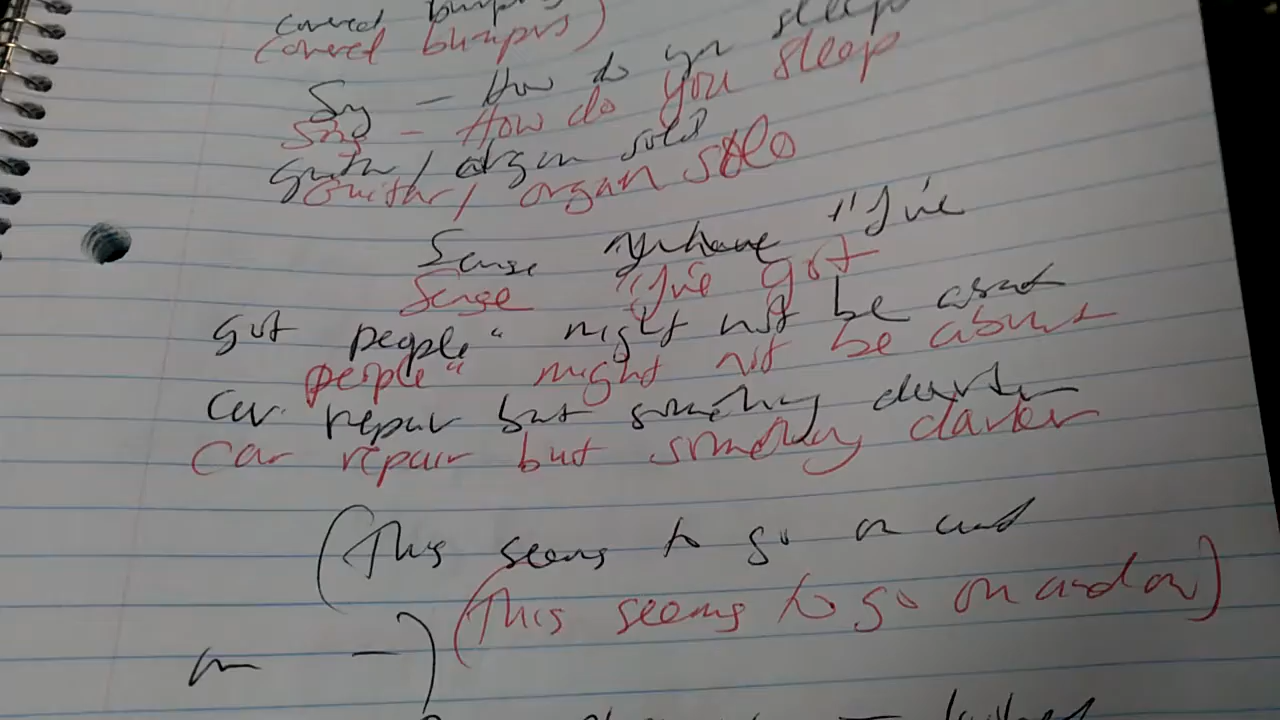 covered bumpers
(covered bumpers)
Song - How do you sleep
Song - How do you sleep
Guitar / organ solo
Guitar / organ solo
Sense "I've
Sense "I've got
got people" might not be about
people" might not be about
Car repair but something darker
Car repair but something darker
(This seems to go on and
(This seems to go on and on)
on -)